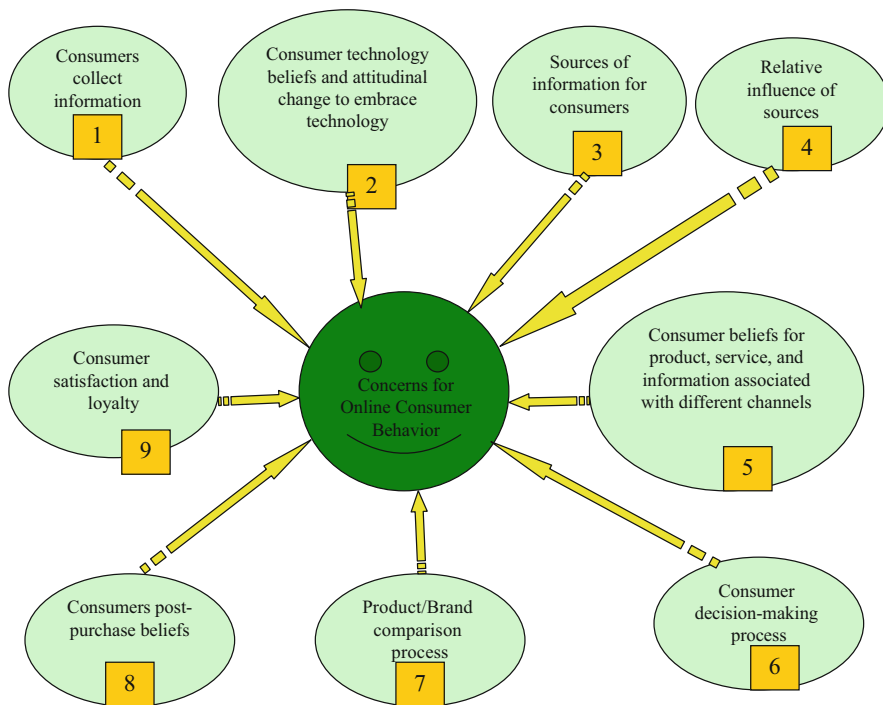 Consumers
collect
information
1
Consumer technology
beliefs and attitudinal
change to embrace
technology
2
Sources of
information for
consumers
3
Relative
influence of
sources
4
Consumer beliefs for
product, service, and
information associated
with different channels
5
Consumer
decision-making
process
6
Product/Brand
comparison
process
7
Consumers post-
purchase beliefs
8
Consumer
satisfaction and
loyalty
9
Concerns for
Online Consumer
Behavior